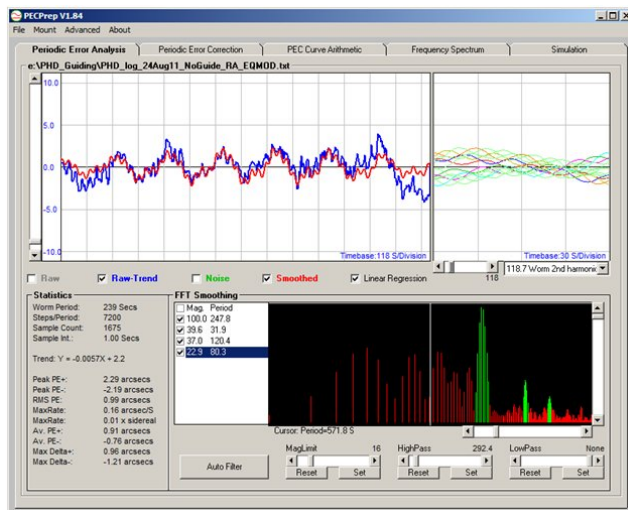 PECPrep V1.84
File Mount Advanced About
Periodic Error Analysis Periodic Error Correction PEC Curve Arithmetic Frequency Spectrum Simulation
e:\PHD_Guiding\PHD_log_24Aug11_NoGuide_RA_EQMOD.txt
10.0
5.0
0.0
-5.0
-10.0
Timebase:118 S/Division
Timebase:30 S/Division
118
118.7 Worm 2nd harmonic
Raw Raw-Trend Noise Smoothed Linear Regression
Statistics
Worm Period: 239 Secs
Steps/Period: 7200
Sample Count: 1675
Sample Int.: 1.00 Secs
Trend: Y = -0.0057X + 2.2
Peak PE+: 2.29 arcsecs
Peak PE-: -2.19 arcsecs
RMS PE: 0.99 arcsecs
MaxRate: 0.16 arcsec/S
MaxRate: 0.01 x sidereal
Av. PE+: 0.91 arcsecs
Av. PE-: -0.76 arcsecs
Max Delta+: 0.96 arcsecs
Max Delta-: -1.21 arcsecs
FFT Smoothing
Mag. Period
100.0 247.8
39.6 31.9
37.0 120.4
22.9 80.3
Cursor: Period=571.8 S
Auto Filter
MagLimit 16
Reset Set
HighPass 292.4
Reset Set
LowPass None
Reset Set